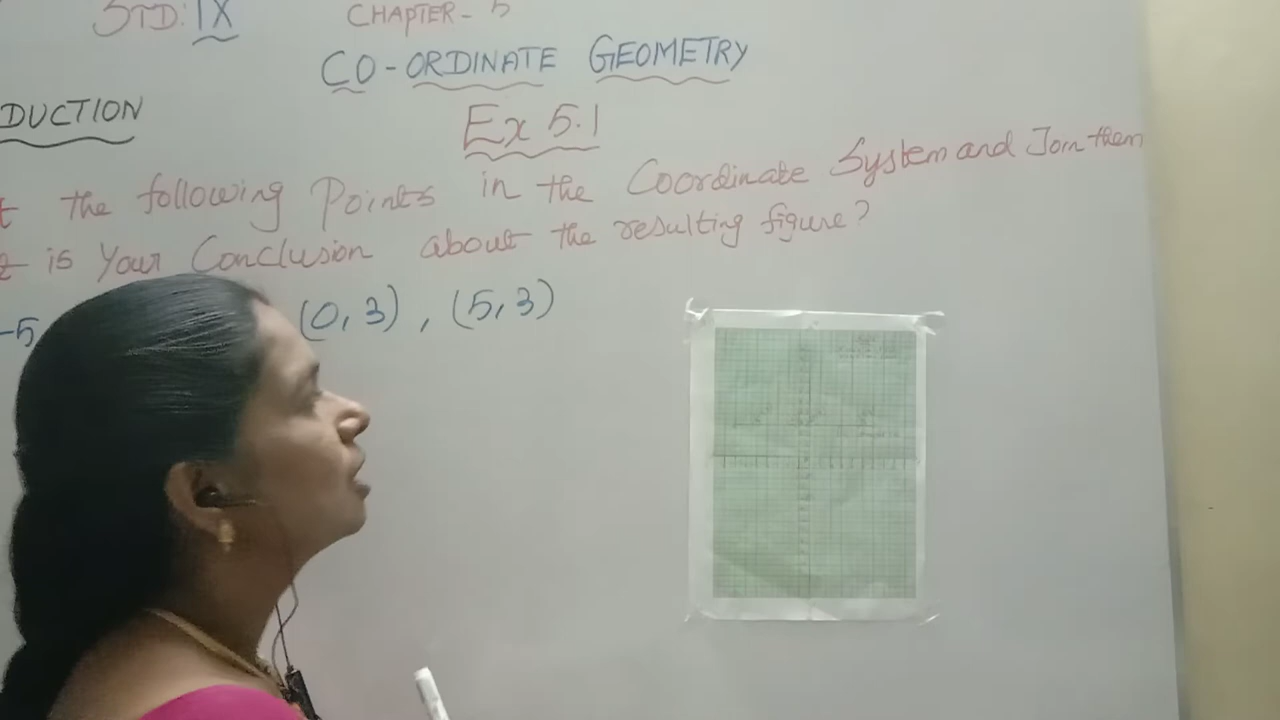 STD: IX CHAPTER - 5
CO-ORDINATE GEOMETRY
DUCTION
Ex 5.1
the following Points in the Coordinate System and Join them
is Your Conclusion about the resulting figure?
-5 (0, 3) , (5, 3)